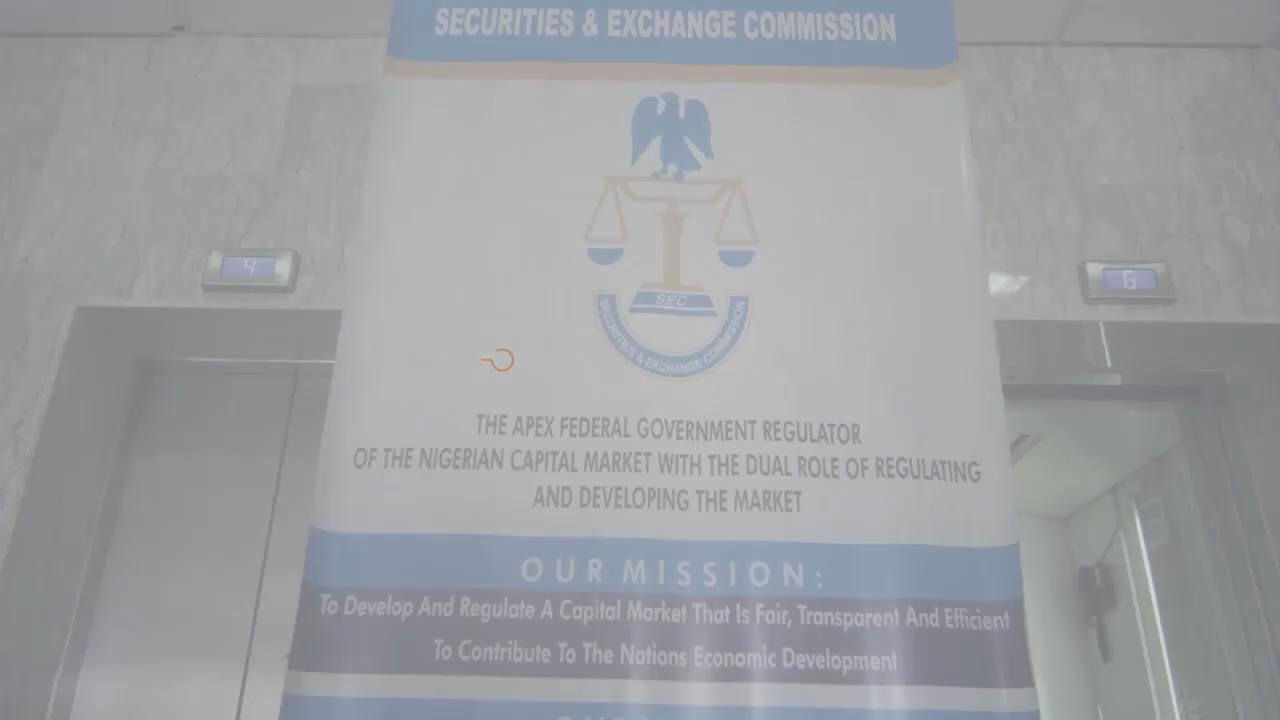 SECURITIES & EXCHANGE COMMISSION
4
G
SEC
SECURITIES & EXCHANGE COMMISSION
THE APEX FEDERAL GOVERNMENT REGULATOR
OF THE NIGERIAN CAPITAL MARKET WITH THE DUAL ROLE OF REGULATING
AND DEVELOPING THE MARKET
OUR MISSION:
To Develop And Regulate A Capital Market That Is Fair, Transparent And Efficient
To Contribute To The Nations Economic Development